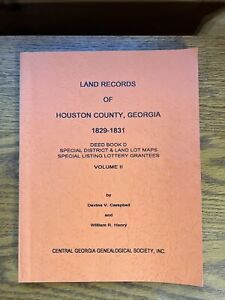 LAND RECORDS
OF
HOUSTON COUNTY, GEORGIA
1829-1831
DEED BOOK D
SPECIAL DISTRICT & LAND LOT MAPS
SPECIAL LISTING LOTTERY GRANTEES
VOLUME II
by
Davine V. Campbell
and
William R. Henry
CENTRAL GEORGIA GENEALOGICAL SOCIETY, INC.